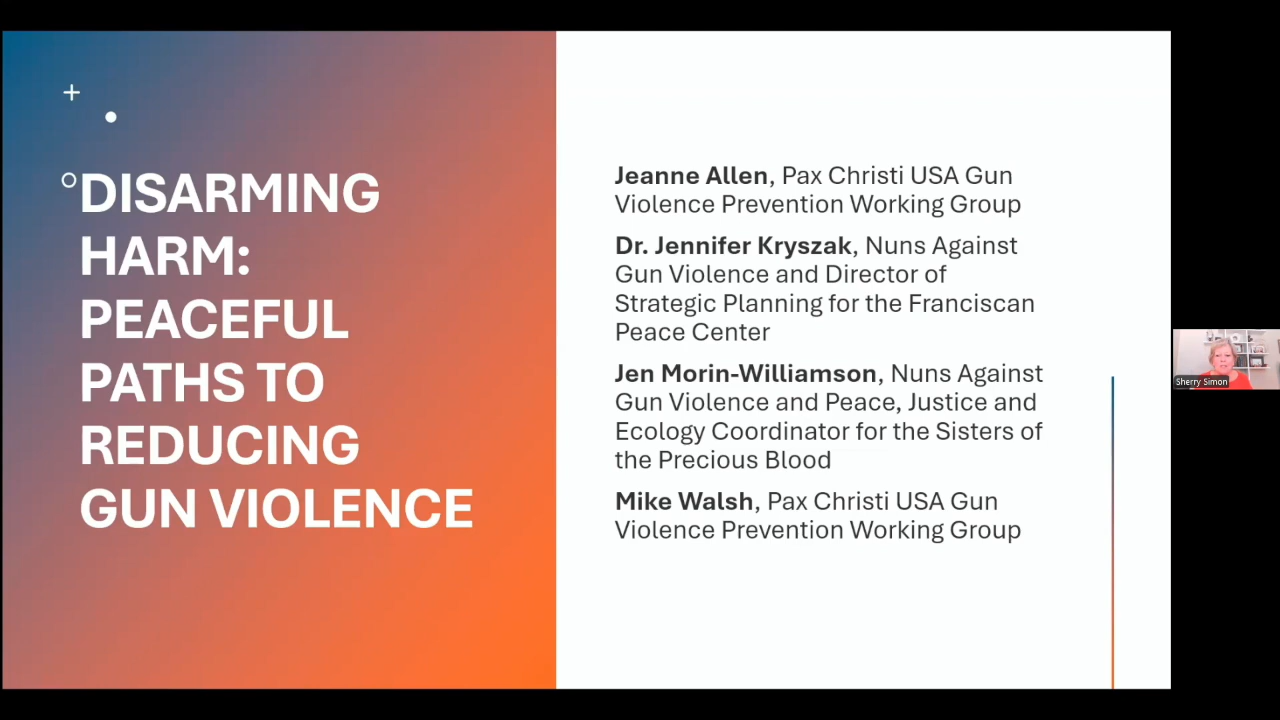 DISARMING
HARM:
PEACEFUL
PATHS TO
REDUCING
GUN VIOLENCE
Jeanne Allen, Pax Christi USA Gun
Violence Prevention Working Group
Dr. Jennifer Kryszak, Nuns Against
Gun Violence and Director of
Strategic Planning for the Franciscan
Peace Center
Jen Morin-Williamson, Nuns Against
Gun Violence and Peace, Justice and
Ecology Coordinator for the Sisters of
the Precious Blood
Mike Walsh, Pax Christi USA Gun
Violence Prevention Working Group
Sherry Simon